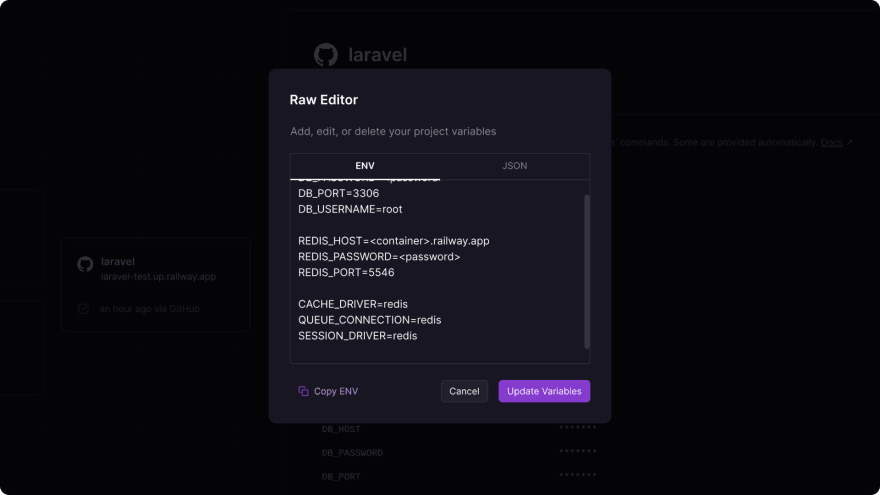 laravel
Raw Editor
Add, edit, or delete your project variables
commands. Some are provided automatically. Docs ↗
ENV
JSON
DB_PASSWORD=<password>
DB_PORT=3306
DB_USERNAME=root
REDIS_HOST=<container>.railway.app
REDIS_PASSWORD=<password>
REDIS_PORT=5546
CACHE_DRIVER=redis
QUEUE_CONNECTION=redis
SESSION_DRIVER=redis
Copy ENV
Cancel
Update Variables
laravel
laravel-test.up.railway.app
an hour ago via GitHub
DB_HOST *******
DB_PASSWORD *******
DB_PORT *******